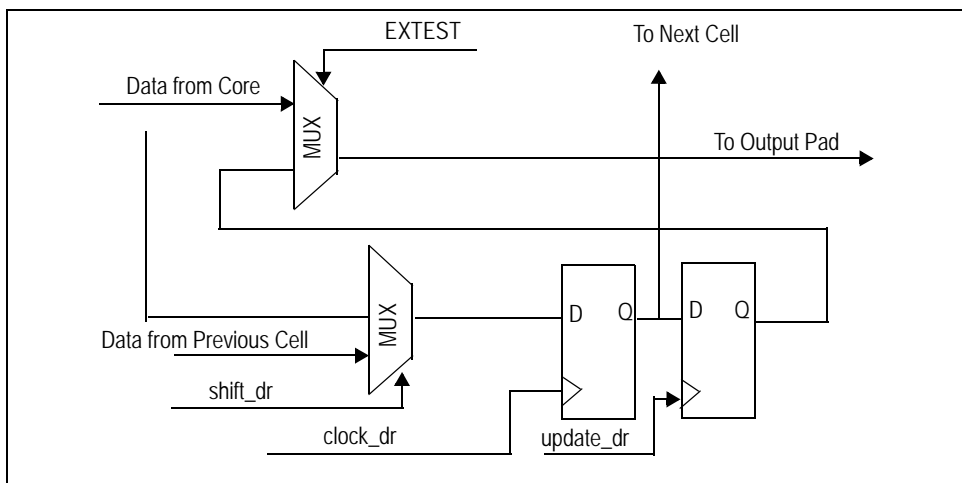 EXTEST
To Next Cell
Data from Core
MUX
To Output Pad
MUX
D Q
D Q
Data from Previous Cell
shift_dr
clock_dr
update_dr